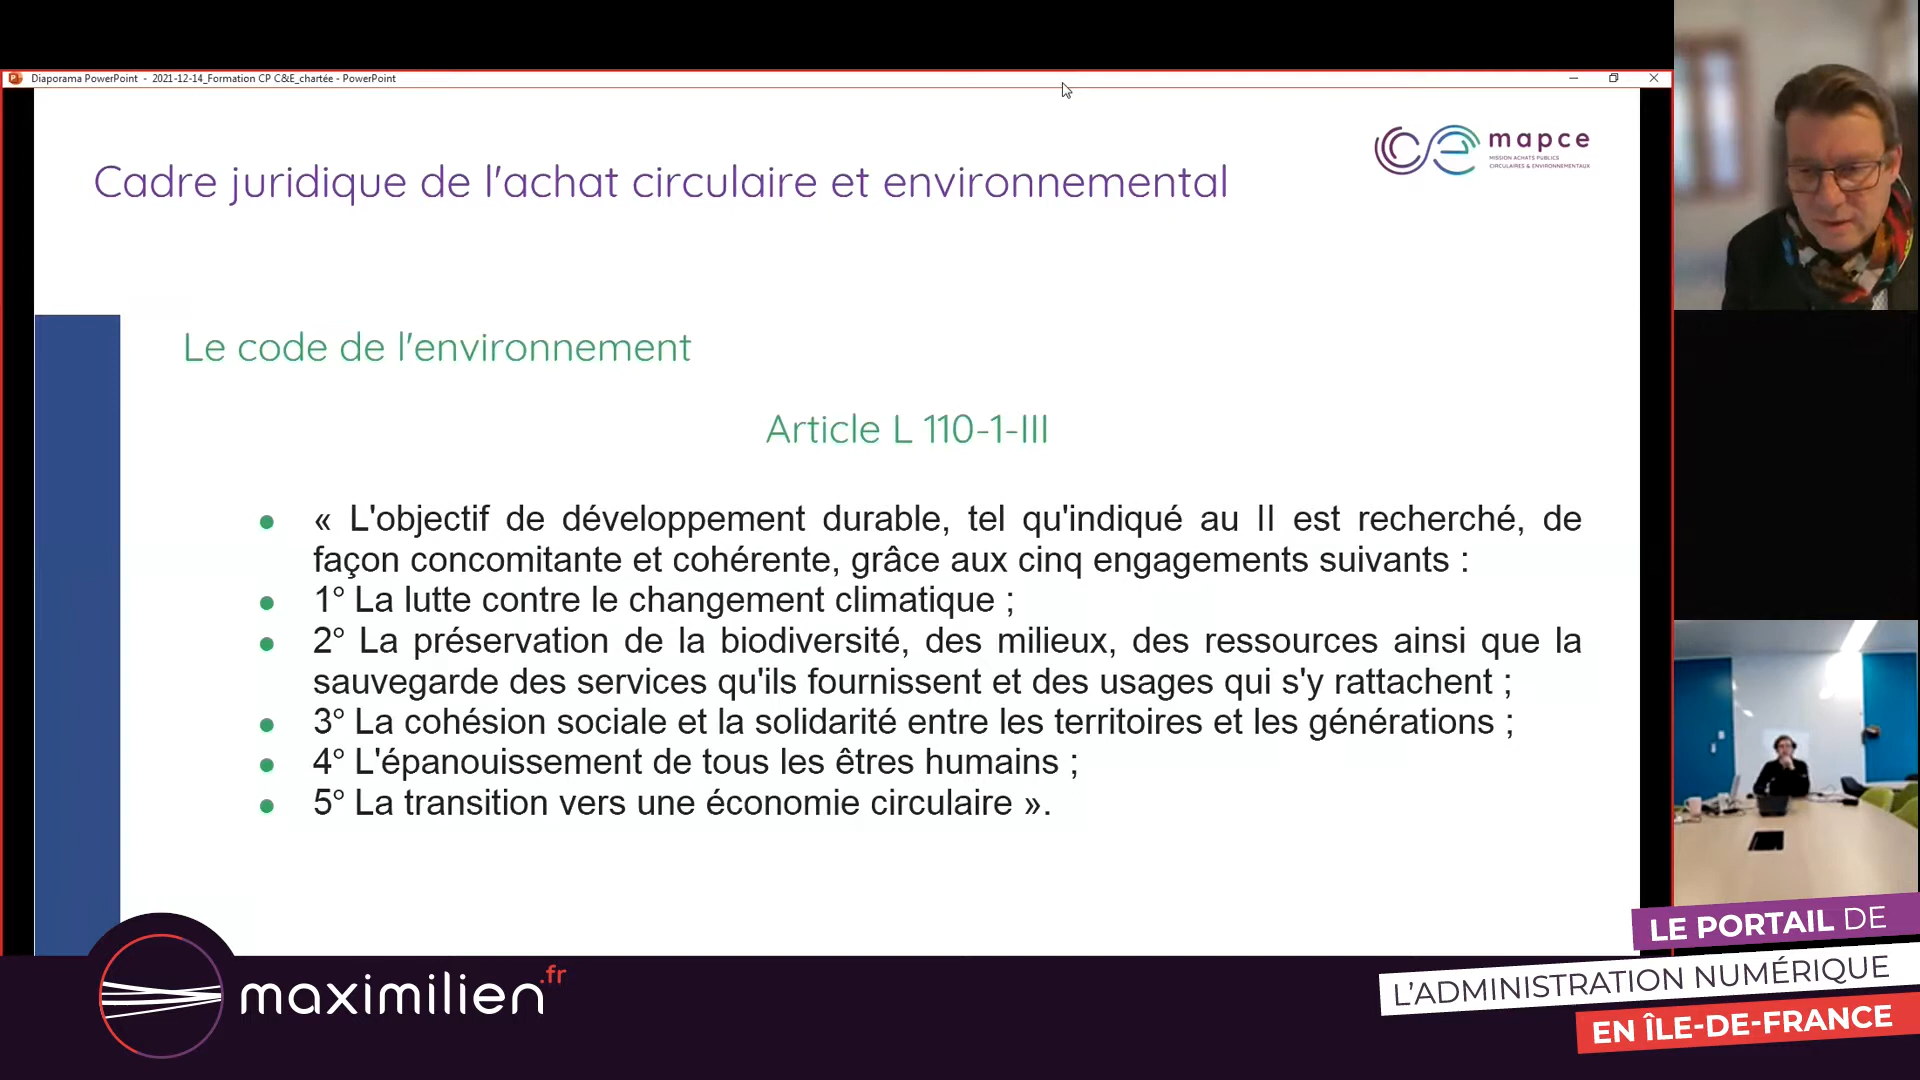 Diaporama PowerPoint - 2021-12-14_Formation CP C&E_chartée - PowerPoint
mapce
MISSION ACHATS PUBLICS
CIRCULAIRES & ENVIRONNEMENTAUX
Cadre juridique de l'achat circulaire et environnemental
Le code de l'environnement
Article L 110-1-III
« L'objectif de développement durable, tel qu'indiqué au II est recherché, de
façon concomitante et cohérente, grâce aux cinq engagements suivants :
1° La lutte contre le changement climatique ;
2° La préservation de la biodiversité, des milieux, des ressources ainsi que la
sauvegarde des services qu'ils fournissent et des usages qui s'y rattachent ;
3° La cohésion sociale et la solidarité entre les territoires et les générations ;
4° L'épanouissement de tous les êtres humains ;
5° La transition vers une économie circulaire ».
maximilien.fr
LE PORTAIL DE
L'ADMINISTRATION NUMÉRIQUE
EN ÎLE-DE-FRANCE